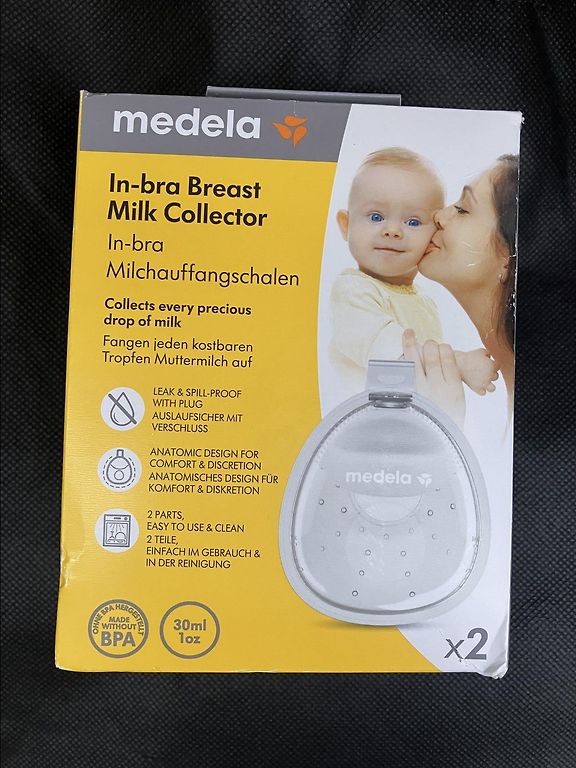 medela
In-bra Breast
Milk Collector
In-bra
Milchauffangschalen
Collects every precious
drop of milk
Fangen jeden kostbaren
Tropfen Muttermilch auf
LEAK & SPILL-PROOF
WITH PLUG
AUSLAUFSICHER MIT
VERSCHLUSS
ANATOMIC DESIGN FOR
COMFORT & DISCRETION
ANATOMISCHES DESIGN FÜR
KOMFORT & DISKRETION
2 PARTS,
EASY TO USE & CLEAN
2 TEILE,
EINFACH IM GEBRAUCH &
IN DER REINIGUNG
medela
OHNE BPA HERGESTELLT
MADE
WITHOUT
BPA
30ml
1oz
x2